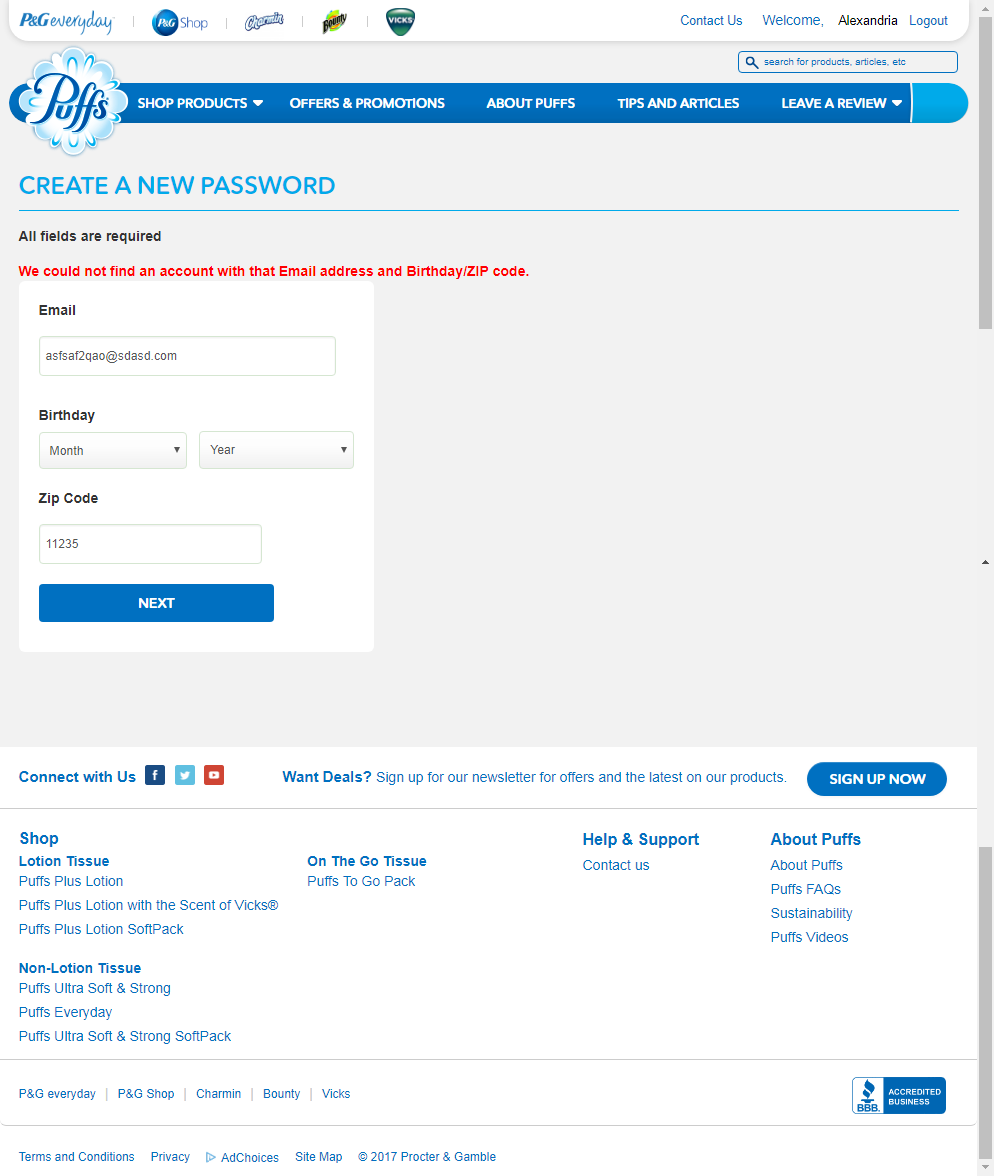 P&G everyday
P&G Shop
Charmin
Bounty
VICKS
Contact Us
Welcome,
Alexandria
Logout
search for products, articles, etc
Puffs
SHOP PRODUCTS
OFFERS & PROMOTIONS
ABOUT PUFFS
TIPS AND ARTICLES
LEAVE A REVIEW
CREATE A NEW PASSWORD
All fields are required
We could not find an account with that Email address and Birthday/ZIP code.
Email
asfsaf2qao@sdasd.com
Birthday
Month
Year
Zip Code
11235
NEXT
Connect with Us
Want Deals? Sign up for our newsletter for offers and the latest on our products.
SIGN UP NOW
Shop
Lotion Tissue
Puffs Plus Lotion
Puffs Plus Lotion with the Scent of Vicks®
Puffs Plus Lotion SoftPack
Non-Lotion Tissue
Puffs Ultra Soft & Strong
Puffs Everyday
Puffs Ultra Soft & Strong SoftPack
On The Go Tissue
Puffs To Go Pack
Help & Support
Contact us
About Puffs
About Puffs
Puffs FAQs
Sustainability
Puffs Videos
P&G everyday | P&G Shop | Charmin | Bounty | Vicks
BBB.
ACCREDITED
BUSINESS
Terms and Conditions
Privacy
AdChoices
Site Map
© 2017 Procter & Gamble